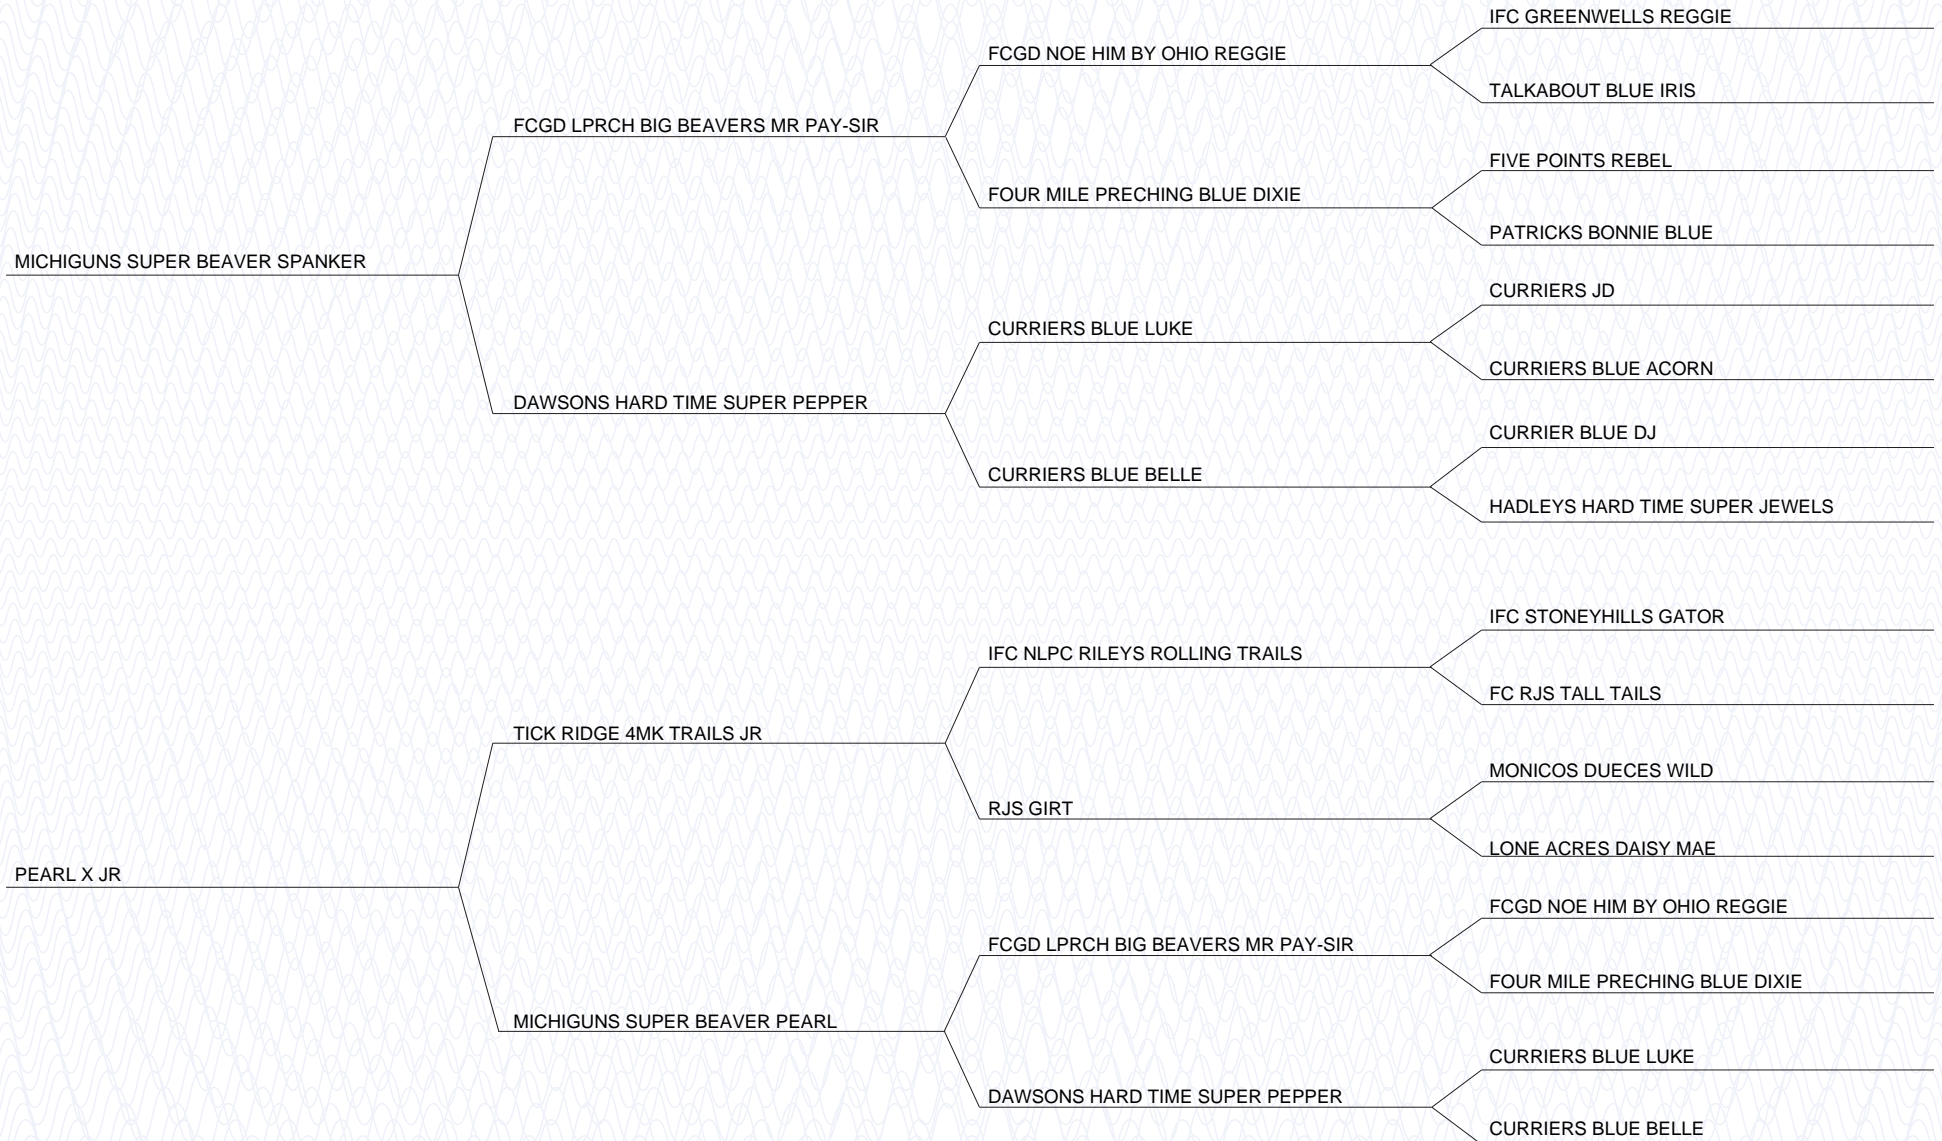 IFC GREENWELLS REGGIE
FCGD NOE HIM BY OHIO REGGIE
TALKABOUT BLUE IRIS
FCGD LPRCH BIG BEAVERS MR PAY-SIR
FIVE POINTS REBEL
FOUR MILE PRECHING BLUE DIXIE
PATRICKS BONNIE BLUE
MICHIGUNS SUPER BEAVER SPANKER
CURRIERS JD
CURRIERS BLUE LUKE
CURRIERS BLUE ACORN
DAWSONS HARD TIME SUPER PEPPER
CURRIER BLUE DJ
CURRIERS BLUE BELLE
HADLEYS HARD TIME SUPER JEWELS
IFC STONEYHILLS GATOR
IFC NLPC RILEYS ROLLING TRAILS
FC RJS TALL TAILS
TICK RIDGE 4MK TRAILS JR
MONICOS DUECES WILD
RJS GIRT
LONE ACRES DAISY MAE
PEARL X JR
FCGD NOE HIM BY OHIO REGGIE
FCGD LPRCH BIG BEAVERS MR PAY-SIR
FOUR MILE PRECHING BLUE DIXIE
MICHIGUNS SUPER BEAVER PEARL
CURRIERS BLUE LUKE
DAWSONS HARD TIME SUPER PEPPER
CURRIERS BLUE BELLE